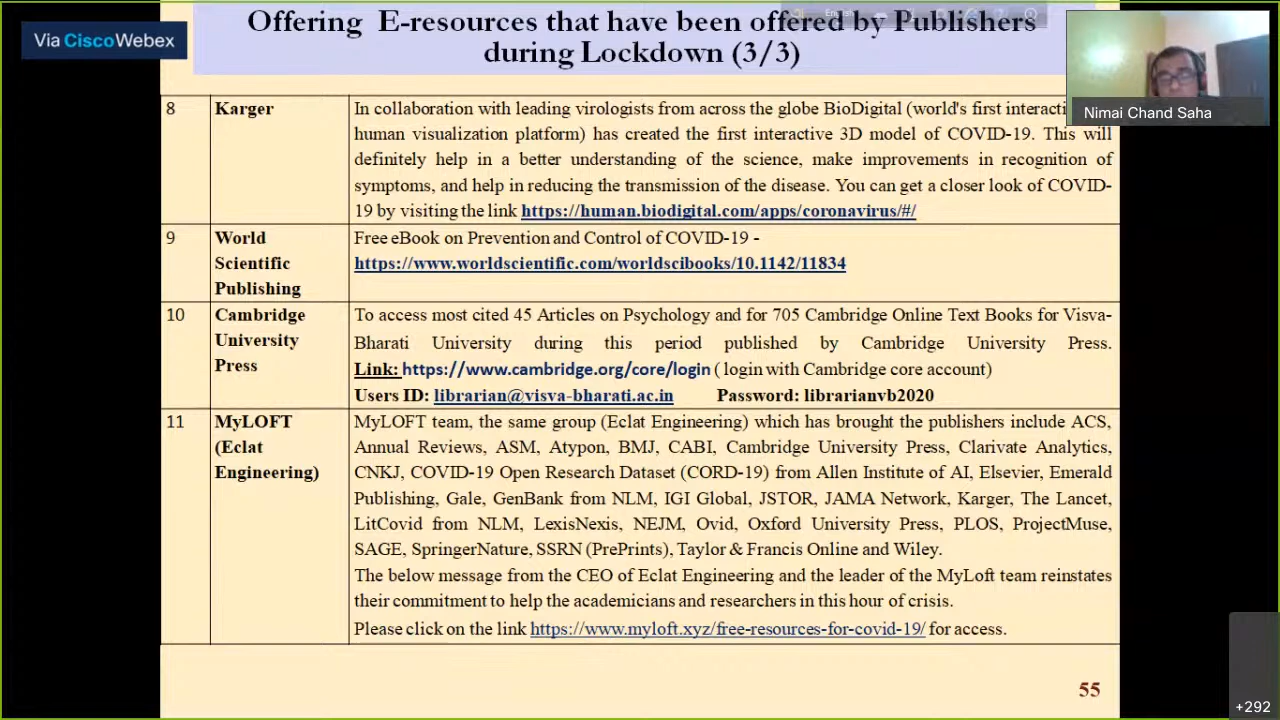 Offering E-resources that have been offered by Publishers
during Lockdown (3/3)
Via Cisco Webex
English
Nimai Chand Saha
8 Karger In collaboration with leading virologists from across the globe BioDigital (world's first
human visualization platform) has created the first interactive 3D model of COVID-19. This will
definitely help in a better understanding of the science, make improvements in recognition of
symptoms, and help in reducing the transmission of the disease. You can get a closer look of COVID-
19 by visiting the link https://human.biodigital.com/apps/coronavirus/#/
9 World Free eBook on Prevention and Control of COVID-19 -
Scientific https://www.worldscientific.com/worldscibooks/10.1142/11834
Publishing
10 Cambridge To access most cited 45 Articles on Psychology and for 705 Cambridge Online Text Books for Visva-
University Bharati University during this period published by Cambridge University Press.
Press Link: https://www.cambridge.org/core/login ( login with Cambridge core account)
Users ID: librarian@visva-bharati.ac.in Password: librarianvb2020
11 MyLOFT MyLOFT team, the same group (Eclat Engineering) which has brought the publishers include ACS,
(Eclat Annual Reviews, ASM, Atypon, BMJ, CABI, Cambridge University Press, Clarivate Analytics,
Engineering) CNKJ, COVID-19 Open Research Dataset (CORD-19) from Allen Institute of AI, Elsevier, Emerald
Publishing, Gale, GenBank from NLM, IGI Global, JSTOR, JAMA Network, Karger, The Lancet,
LitCovid from NLM, LexisNexis, NEJM, Ovid, Oxford University Press, PLOS, ProjectMuse,
SAGE, SpringerNature, SSRN (PrePrints), Taylor & Francis Online and Wiley.
The below message from the CEO of Eclat Engineering and the leader of the MyLoft team reinstates
their commitment to help the academicians and researchers in this hour of crisis.
Please click on the link https://www.myloft.xyz/free-resources-for-covid-19/ for access.
55
+292